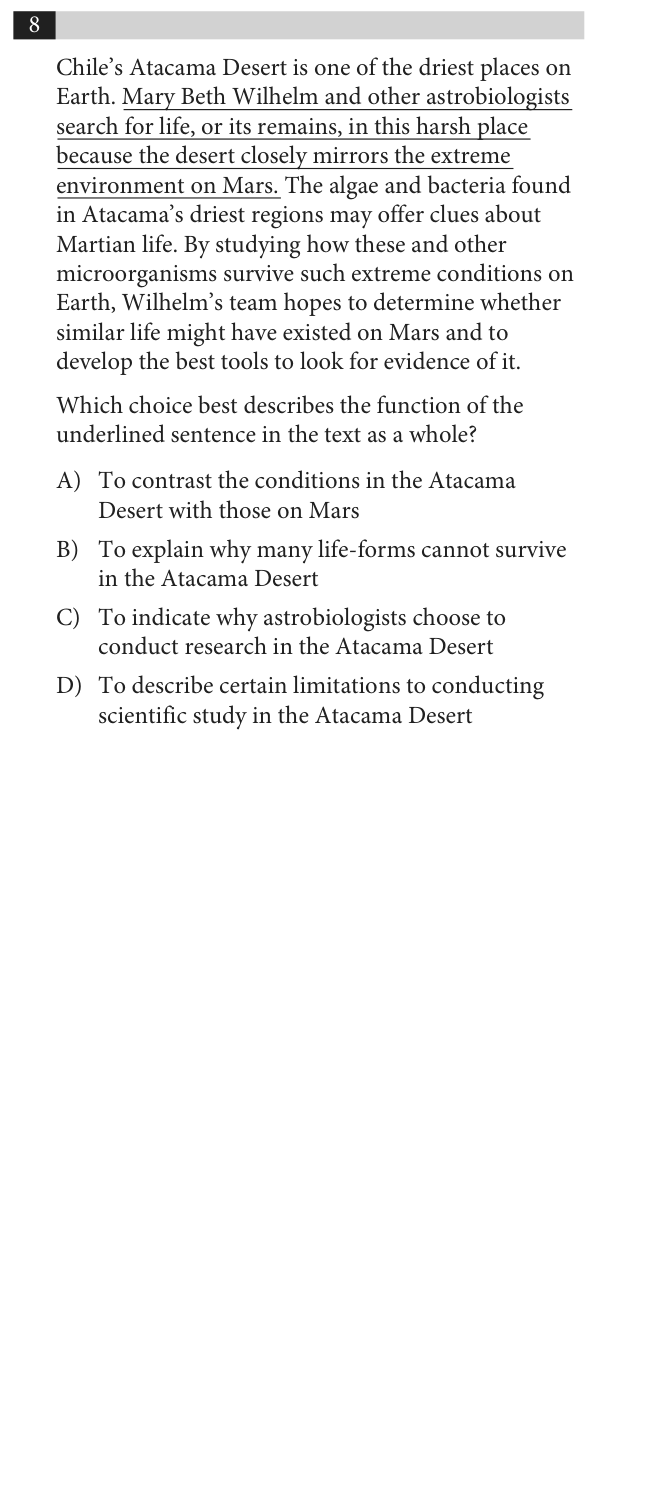 8
Chile’s Atacama Desert is one of the driest places on
Earth. Mary Beth Wilhelm and other astrobiologists
search for life, or its remains, in this harsh place
because the desert closely mirrors the extreme
environment on Mars. The algae and bacteria found
in Atacama’s driest regions may offer clues about
Martian life. By studying how these and other
microorganisms survive such extreme conditions on
Earth, Wilhelm’s team hopes to determine whether
similar life might have existed on Mars and to
develop the best tools to look for evidence of it.
Which choice best describes the function of the
underlined sentence in the text as a whole?
A) To contrast the conditions in the Atacama
Desert with those on Mars
B) To explain why many life-forms cannot survive
in the Atacama Desert
C) To indicate why astrobiologists choose to
conduct research in the Atacama Desert
D) To describe certain limitations to conducting
scientific study in the Atacama Desert